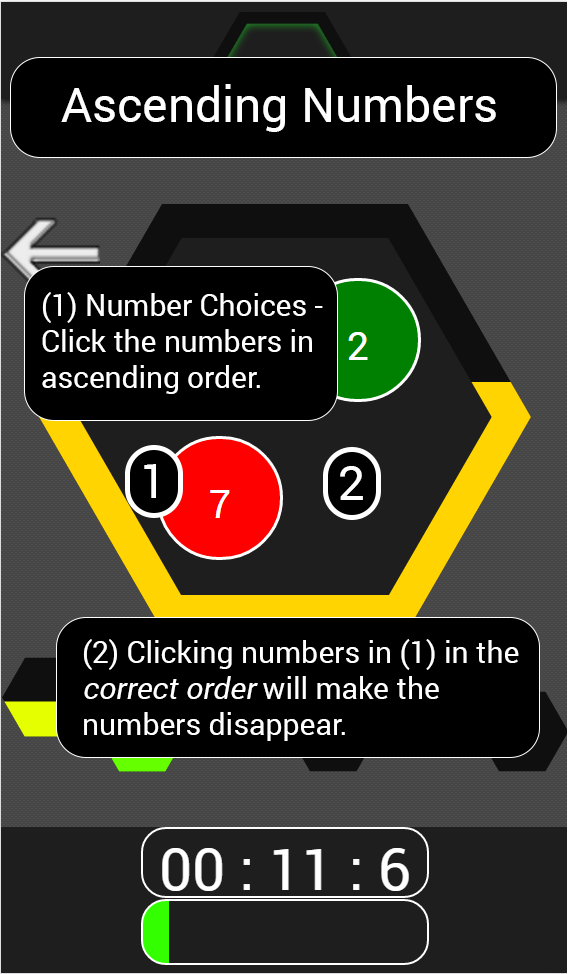 Ascending Numbers
(1) Number Choices -
Click the numbers in
ascending order.
2
1
7
2
(2) Clicking numbers in (1) in the
correct order will make the
numbers disappear.
00 : 11 : 6